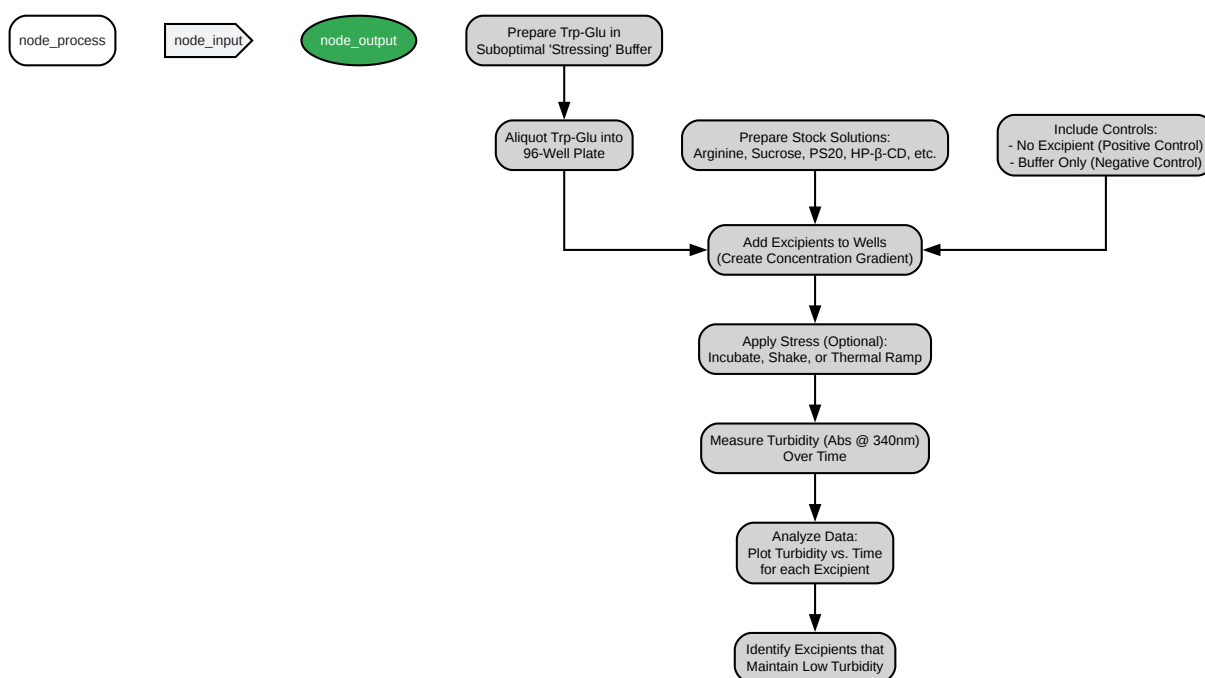 node_process
node_input
node_output
Prepare Trp-Glu in
Suboptimal 'Stressing' Buffer
Aliquot Trp-Glu into
96-Well Plate
Prepare Stock Solutions:
Arginine, Sucrose, PS20, HP-β-CD, etc.
Include Controls:
- No Excipient (Positive Control)
- Buffer Only (Negative Control)
Add Excipients to Wells
(Create Concentration Gradient)
Apply Stress (Optional):
Incubate, Shake, or Thermal Ramp
Measure Turbidity (Abs @ 340nm)
Over Time
Analyze Data:
Plot Turbidity vs. Time
for each Excipient
Identify Excipients that
Maintain Low Turbidity